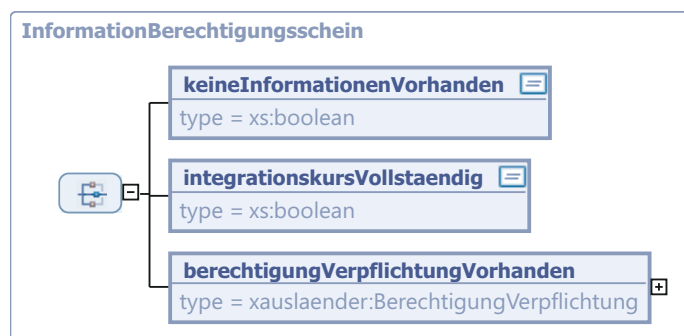 InformationBerechtigungsschein
keineInformationenVorhanden
type = xs:boolean
integrationskursVollstaendig
type = xs:boolean
berechtigungVerpflichtungVorhanden
type = xauslaender:BerechtigungVerpflichtung